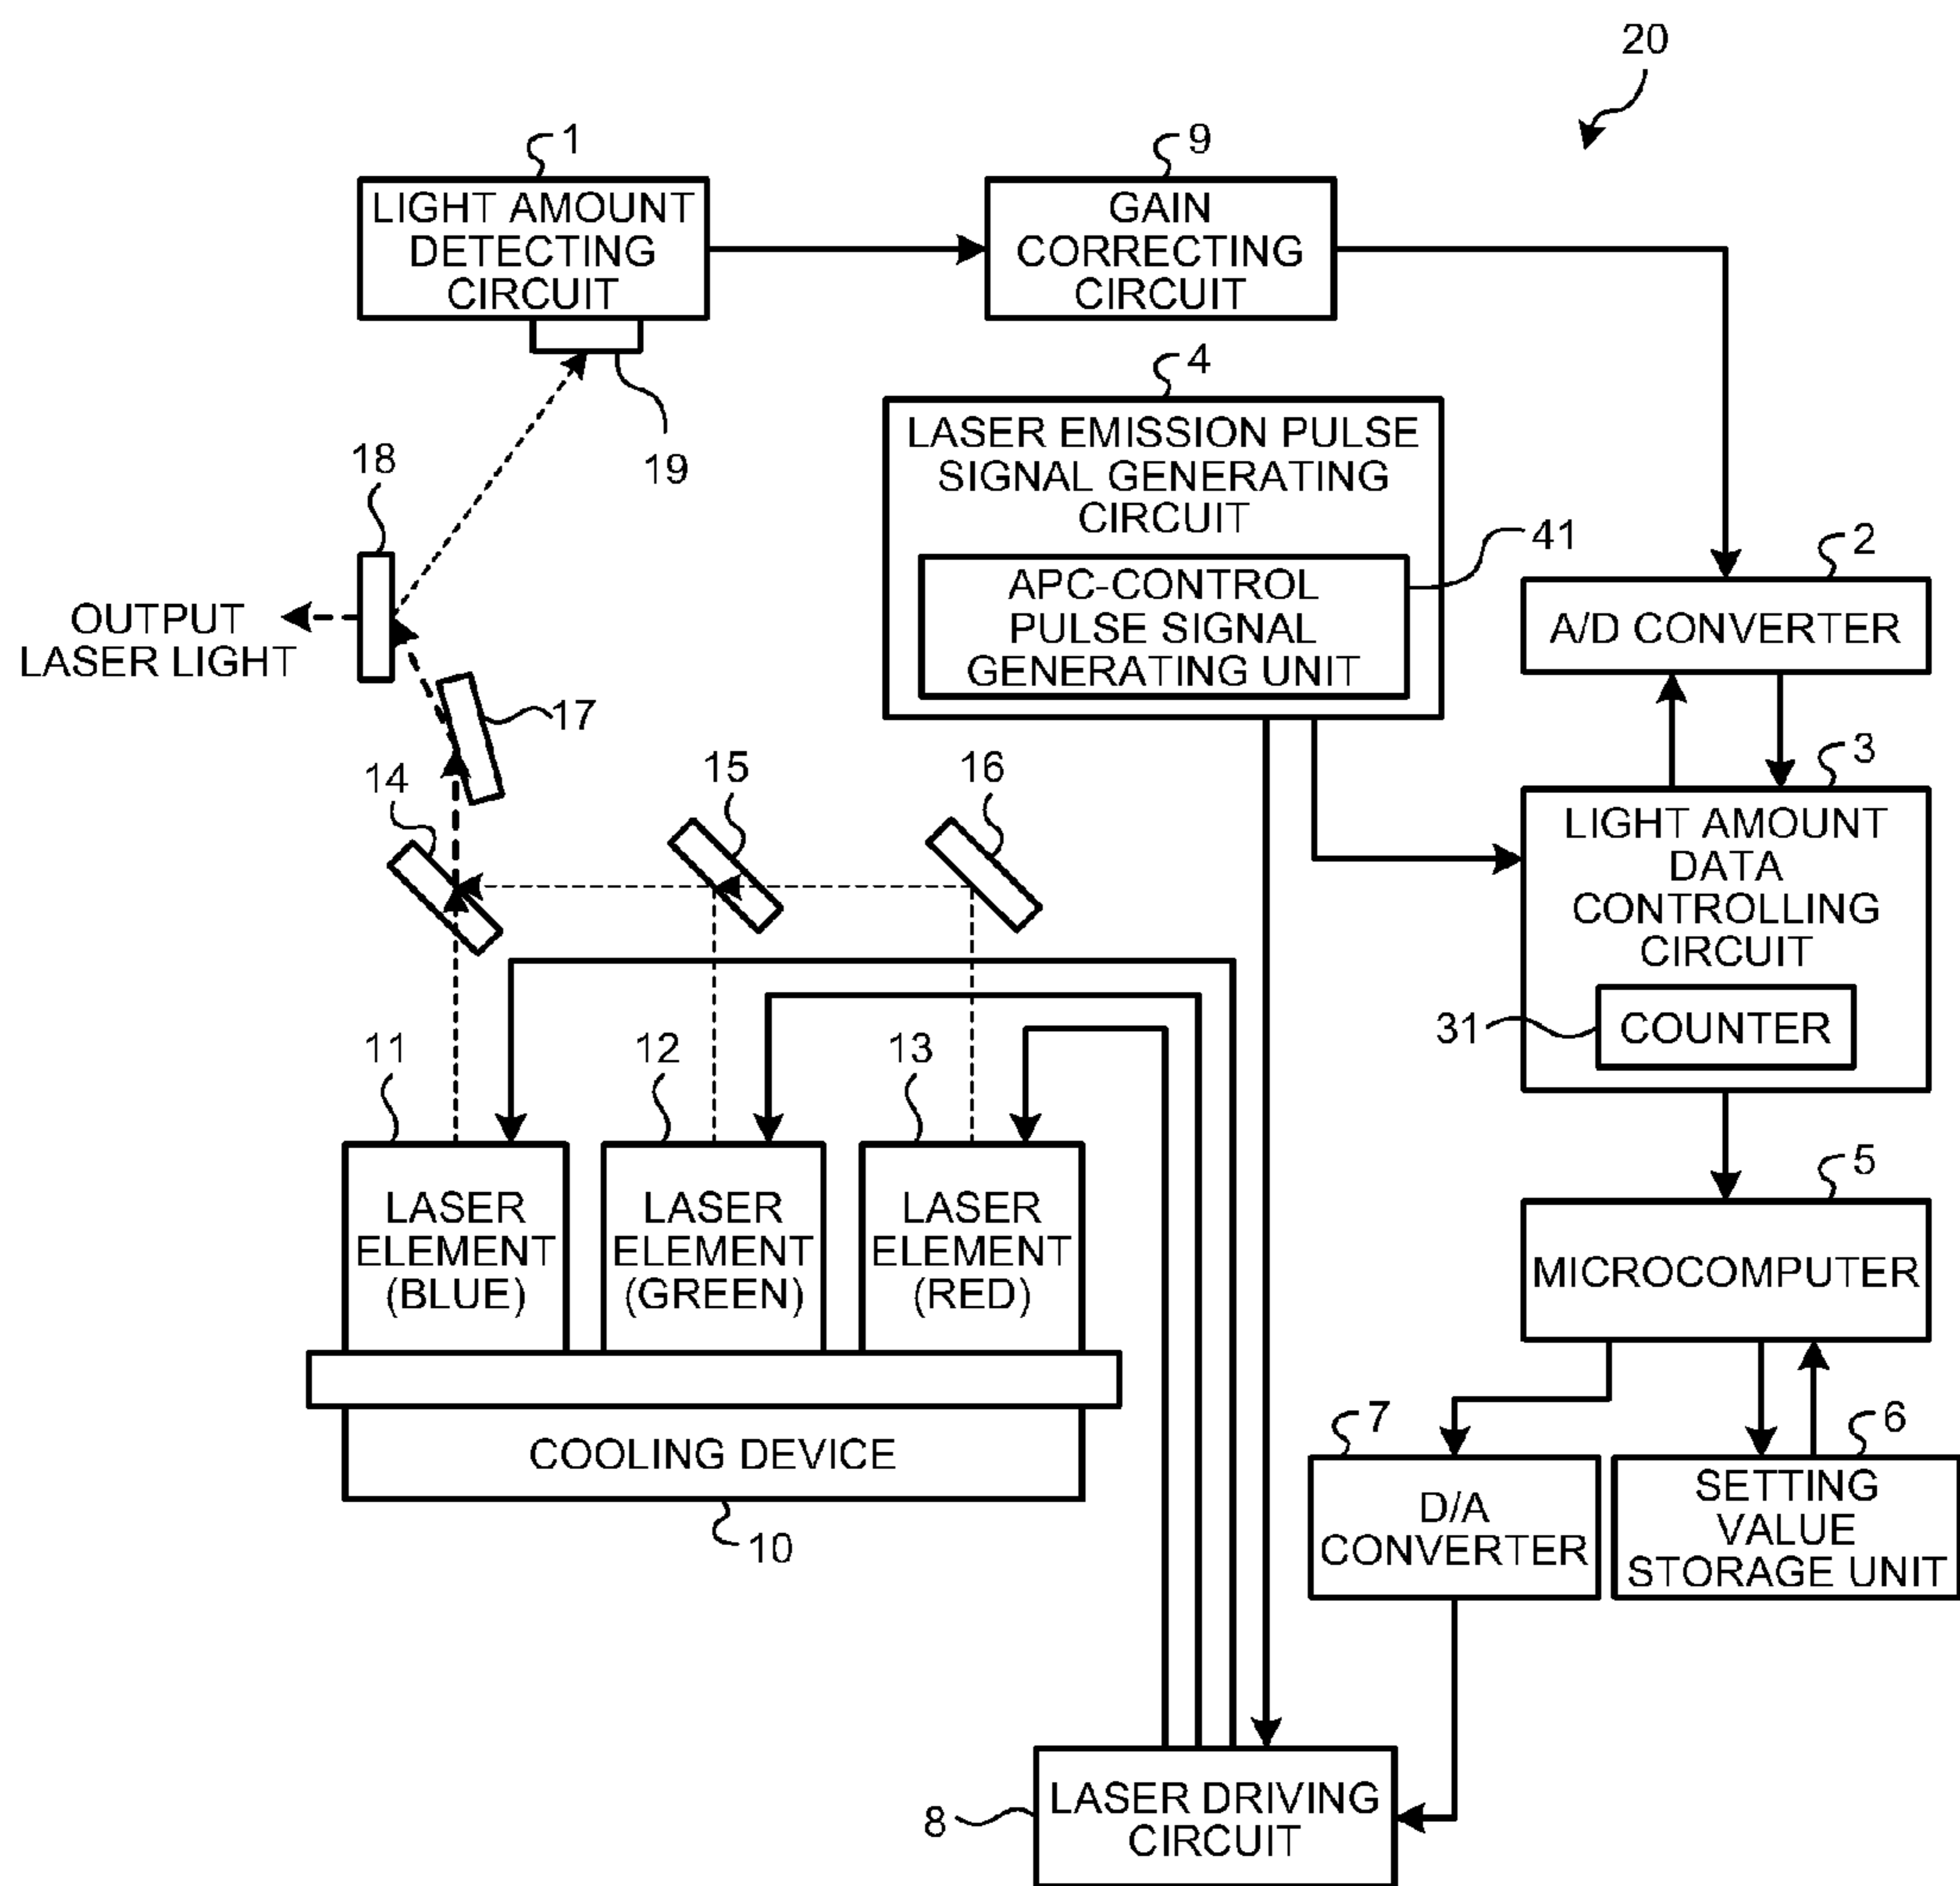 20
1
9
LIGHT AMOUNT
DETECTING
CIRCUIT
GAIN
CORRECTING
CIRCUIT
4
19
18
LASER EMISSION PULSE
SIGNAL GENERATING
CIRCUIT
41
APC-CONTROL
PULSE SIGNAL
GENERATING UNIT
2
A/D CONVERTER
OUTPUT
LASER LIGHT
17
14
15
16
3
LIGHT AMOUNT
DATA
CONTROLLING
CIRCUIT
31
COUNTER
11
12
13
LASER
ELEMENT
(BLUE)
LASER
ELEMENT
(GREEN)
LASER
ELEMENT
(RED)
5
MICROCOMPUTER
COOLING DEVICE
10
7
6
D/A
CONVERTER
SETTING
VALUE
STORAGE UNIT
8
LASER DRIVING
CIRCUIT